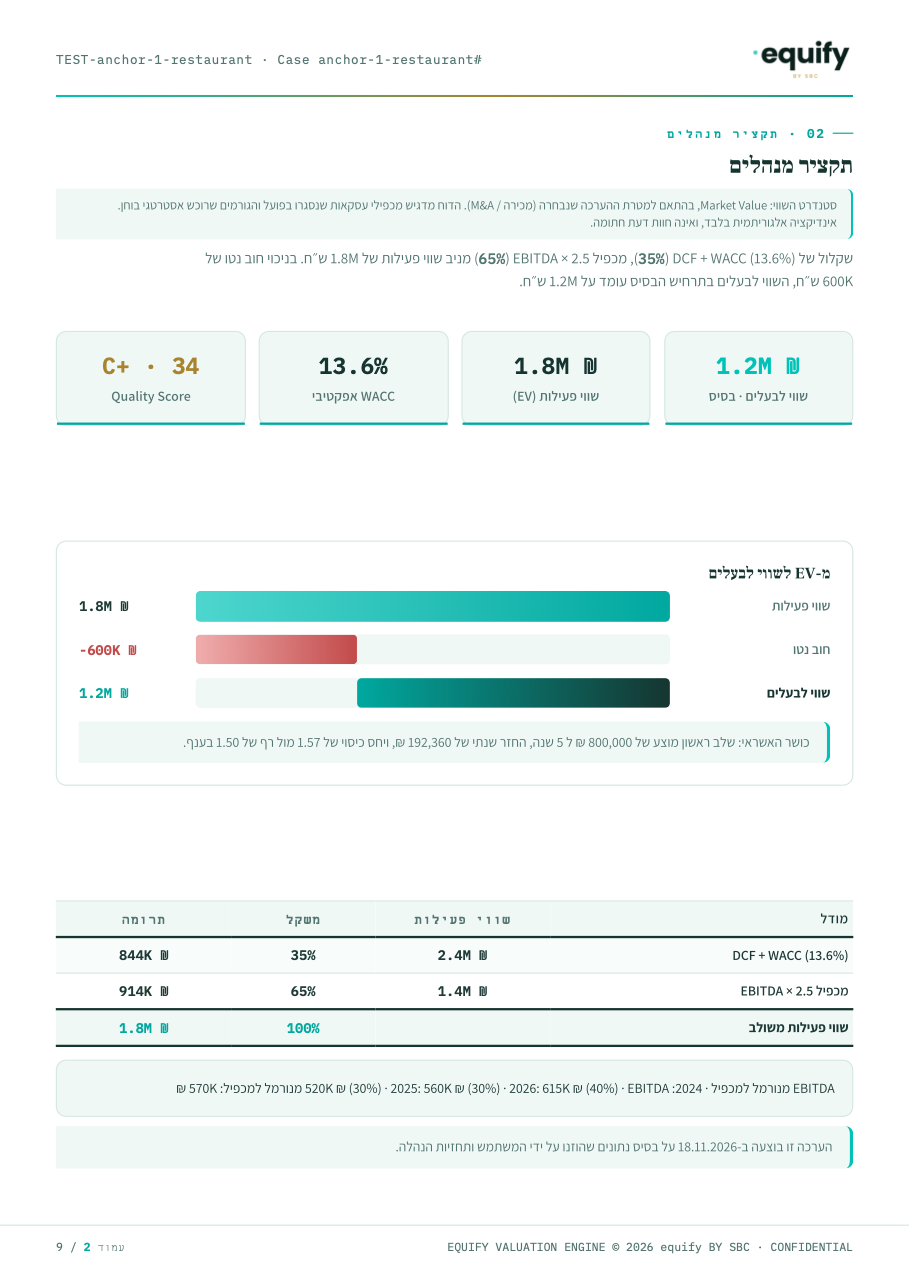 TEST-anchor-1-restaurant · Case anchor-1-restaurant#
equify
BY SBC
02 · תקציר מנהלים
תקציר מנהלים
סטנדרט השווי: Market Value, בהתאם למטרת ההערכה שנבחרה (מכירה / M&A). הדוח מדגיש מכפילי עסקאות שנסגרו בפועל והגורמים שרוכש אסטרטגי בוחן.
אינדיקציה אלגוריתמית בלבד, ואינה חוות דעת חתומה.
שקלול של DCF + WACC (13.6%) (35%), מכפיל 2.5 × EBITDA (65%) מניב שווי פעילות של 1.8M ש״ח. בניכוי חוב נטו של
600K ש״ח, השווי לבעלים בתרחיש הבסיס עומד על 1.2M ש״ח.
1.2M ₪
שווי לבעלים · בסיס
1.8M ₪
שווי פעילות (EV)
13.6%
WACC אפקטיבי
C+ · 34
Quality Score
מ-EV לשווי לבעלים
שווי פעילות 1.8M ₪
חוב נטו -600K ₪
שווי לבעלים 1.2M ₪
כושר האשראי: שלב ראשון מוצע של 800,000 ₪ ל 5 שנה, החזר שנתי של 192,360 ₪, ויחס כיסוי של 1.57 מול רף של 1.50 בענף.
מודל שווי פעילות משקל תרומה
DCF + WACC (13.6%) 2.4M ₪ 35% 844K ₪
מכפיל 2.5 × EBITDA 1.4M ₪ 65% 914K ₪
שווי פעילות משולב 100% 1.8M ₪
EBITDA מנורמל למכפיל · EBITDA :2024 · 2026: 615K ₪ (40%) · 2025: 560K ₪ (30%) · 520K ₪ (30%) מנורמל למכפיל: 570K ₪
הערכה זו בוצעה ב-18.11.2026 על בסיס נתונים שהוזנו על ידי המשתמש ותחזיות הנהלה.
EQUIFY VALUATION ENGINE © 2026 equify BY SBC · CONFIDENTIAL
עמוד 2 / 9